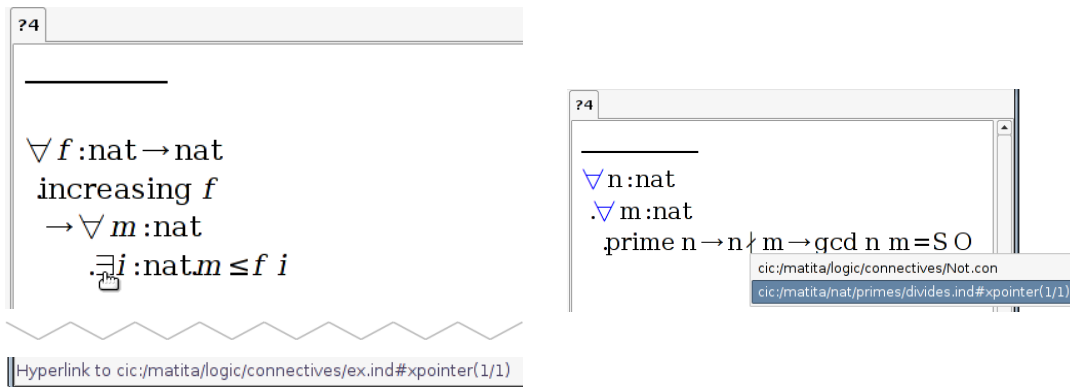 ?4
∀ f :nat→nat
.increasing f
→∀ m :nat
.∃i :nat.m ≤ f i
Hyperlink to cic:/matita/logic/connectives/ex.ind#xpointer(1/1)
?4
∀ n :nat
.∀ m :nat
.prime n→n ∤ m→gcd n m=S O
cic:/matita/logic/connectives/Not.con
cic:/matita/nat/primes/divides.ind#xpointer(1/1)